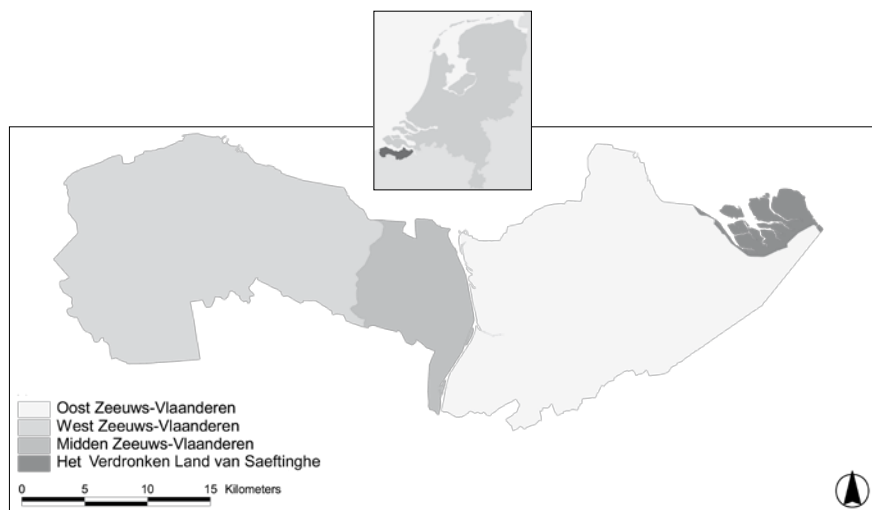 Oost Zeeuws-Vlaanderen
West Zeeuws-Vlaanderen
Midden Zeeuws-Vlaanderen
Het Verdronken Land van Saeftinghe
0 5 10 15 Kilometers